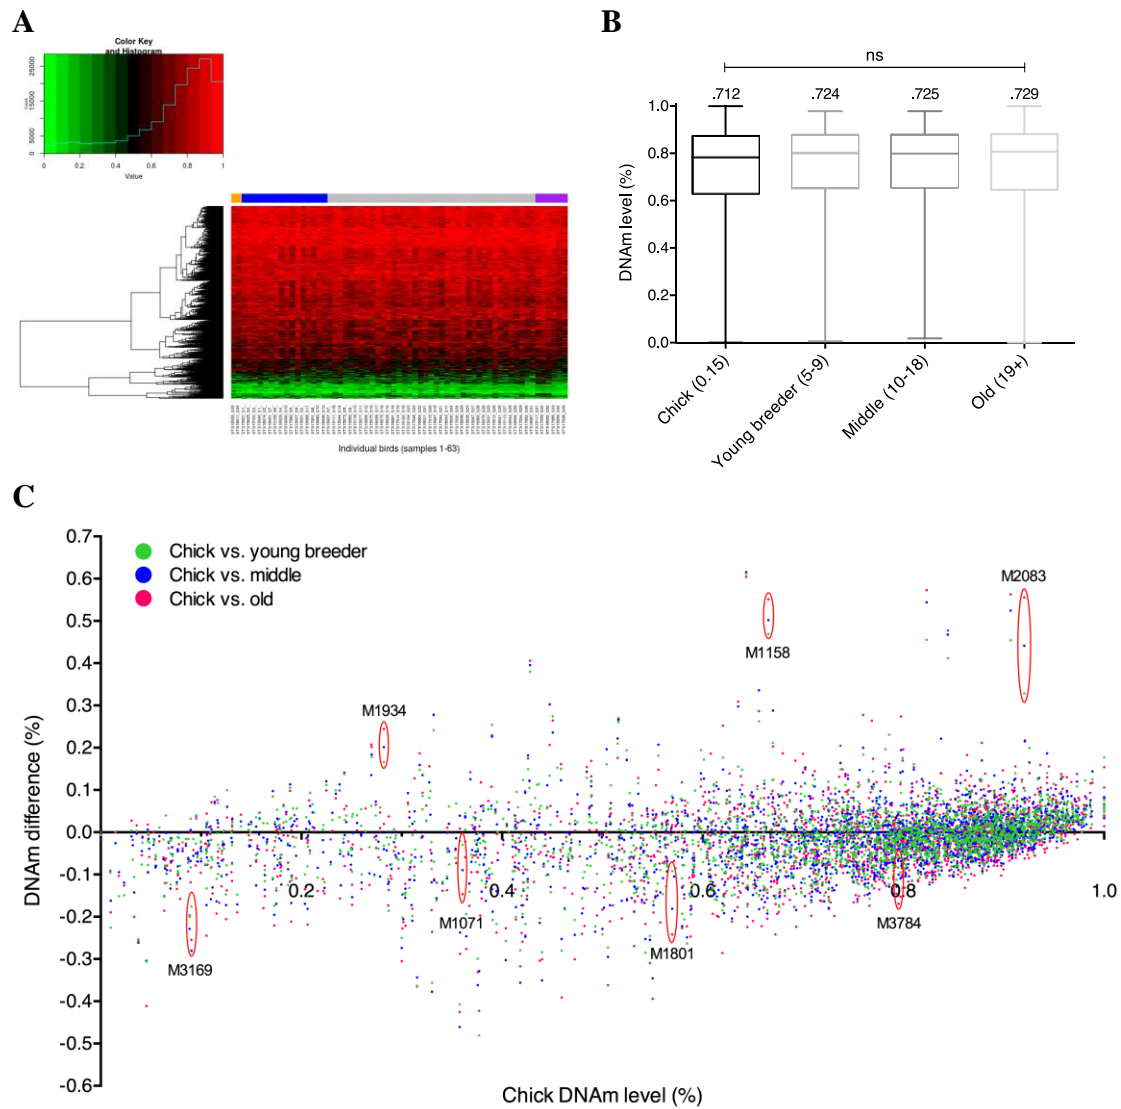 A
Color Key
and Histogram
25000
15000
5000
0
0
0.2
0.4
0.6
0.8
1
Value
Individual birds (samples 1-63)
B
ns
.712
.724
.725
.729
1.0
0.8
0.6
0.4
0.2
0.0
DNAm level (%)
Chick (0.15)
Young breeder (5-9)
Middle (10-18)
Old (19+)
C
0.7
0.6
0.5
0.4
0.3
0.2
0.1
0.0
-0.1
-0.2
-0.3
-0.4
-0.5
-0.6
DNAm difference (%)
Chick vs. young breeder
Chick vs. middle
Chick vs. old
M2083
M1158
M1934
0.2
0.4
0.6
0.8
1.0
M1071
M3784
M1801
M3169
Chick DNAm level (%)